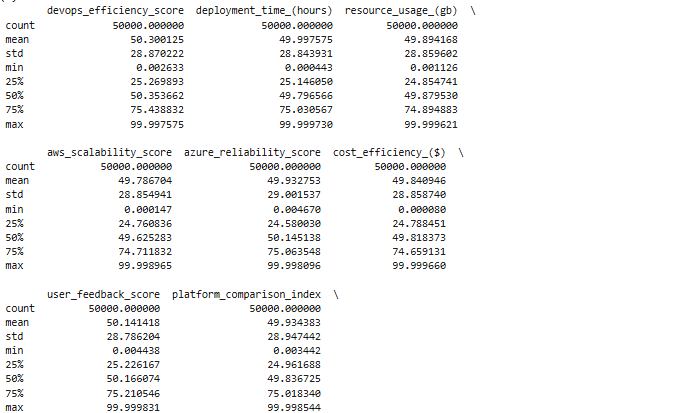 devops_efficiency_score deployment_time_(hours) resource_usage_(gb) \
count 50000.000000 50000.000000 50000.000000
mean 50.300125 49.997575 49.894168
std 28.870222 28.843931 28.859602
min 0.002633 0.000443 0.001126
25% 25.269893 25.146050 24.854741
50% 50.353662 49.796566 49.879530
75% 75.438832 75.030567 74.894883
max 99.997575 99.999730 99.999621
aws_scalability_score azure_reliability_score cost_efficiency_($) \
count 50000.000000 50000.000000 50000.000000
mean 49.786704 49.932753 49.840946
std 28.854941 29.001537 28.858740
min 0.000147 0.004670 0.000080
25% 24.760836 24.580030 24.788451
50% 49.625283 50.145138 49.818373
75% 74.711832 75.063548 74.659131
max 99.998965 99.998096 99.999660
user_feedback_score platform_comparison_index \
count 50000.000000 50000.000000
mean 50.141418 49.934383
std 28.786204 28.947442
min 0.004438 0.003442
25% 25.226167 24.961688
50% 50.166074 49.836725
75% 75.210546 75.018340
max 99.999831 99.998544